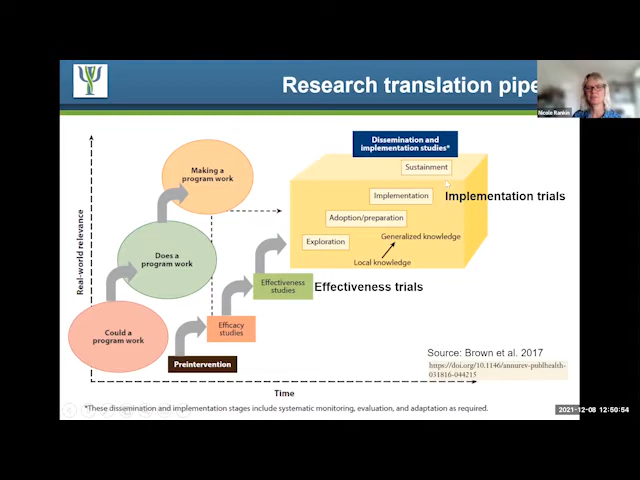 Research translation pipe
Nicole Rankin
Dissemination and
implementation studies*
Sustainment
Implementation
Implementation trials
Adoption/preparation
Generalized knowledge
Exploration
Local knowledge
Making a
program work
Does a
program work
Could a
program work
Effectiveness
studies
Effectiveness trials
Efficacy
studies
Preintervention
Real-world relevance
Time
Source: Brown et al. 2017
https://doi.org/10.1146/annurev-publhealth-
031816-044215
*These dissemination and implementation stages include systematic monitoring, evaluation, and adaptation as required.
2021-12-08 12:50:54